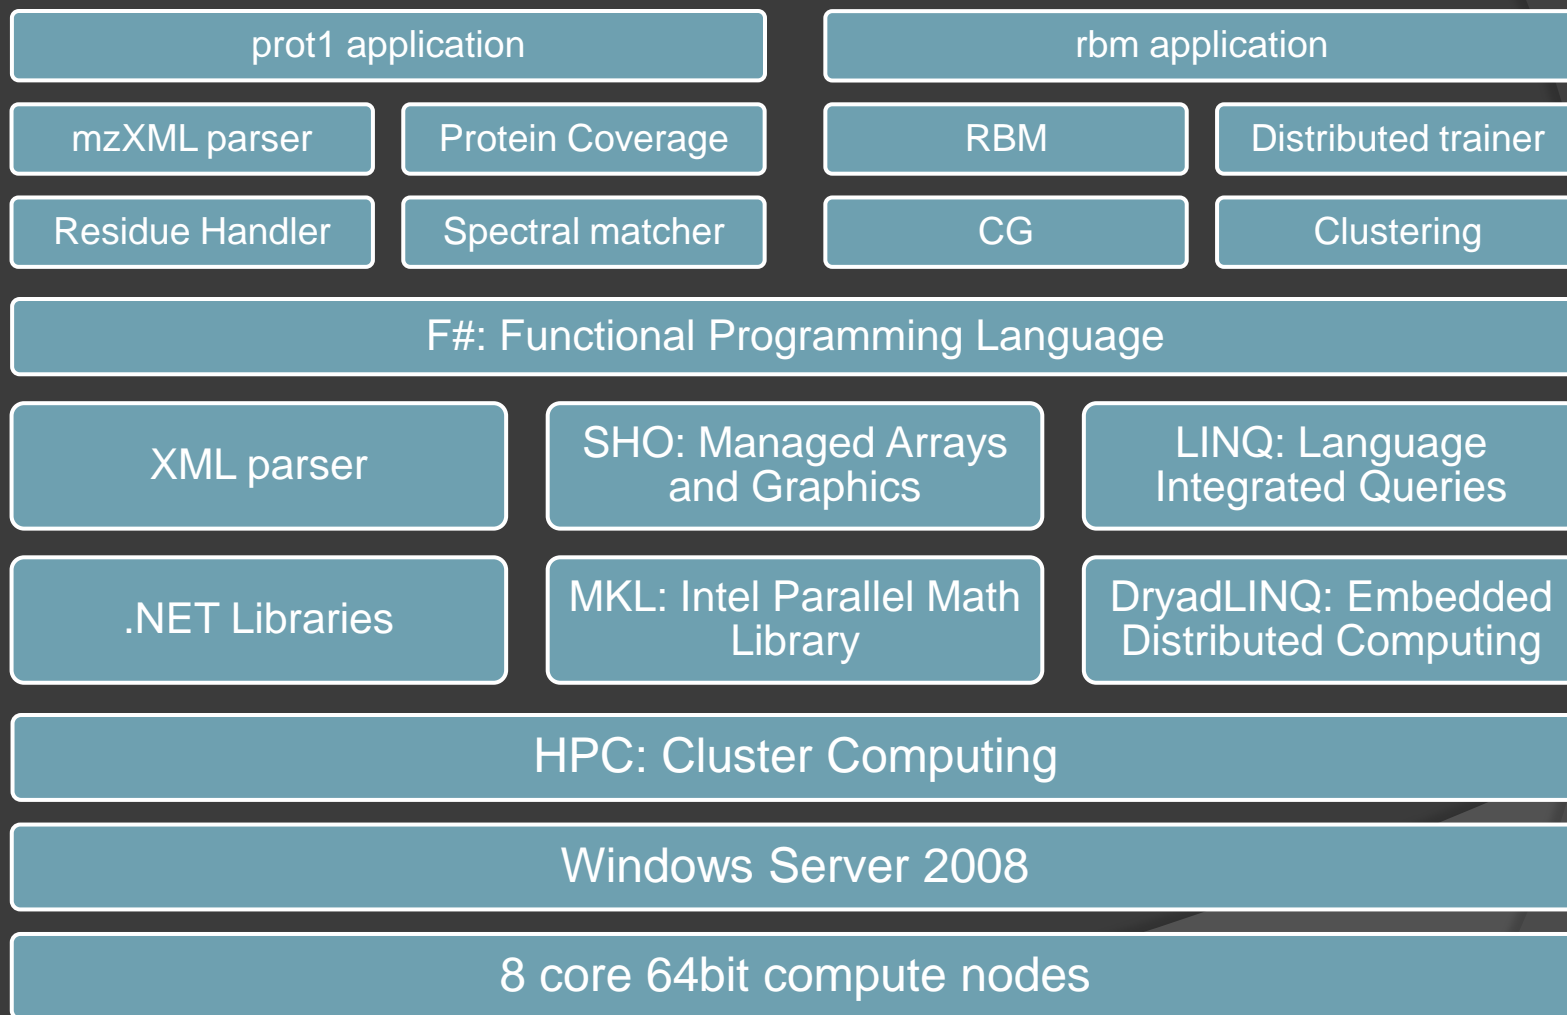 prot1 application
rbm application
mzXML parser
Protein Coverage
RBM
Distributed trainer
Residue Handler
Spectral matcher
CG
Clustering
F#: Functional Programming Language
XML parser
SHO: Managed Arrays
and Graphics
LINQ: Language
Integrated Queries
.NET Libraries
MKL: Intel Parallel Math
Library
DryadLINQ: Embedded
Distributed Computing
HPC: Cluster Computing
Windows Server 2008
8 core 64bit compute nodes